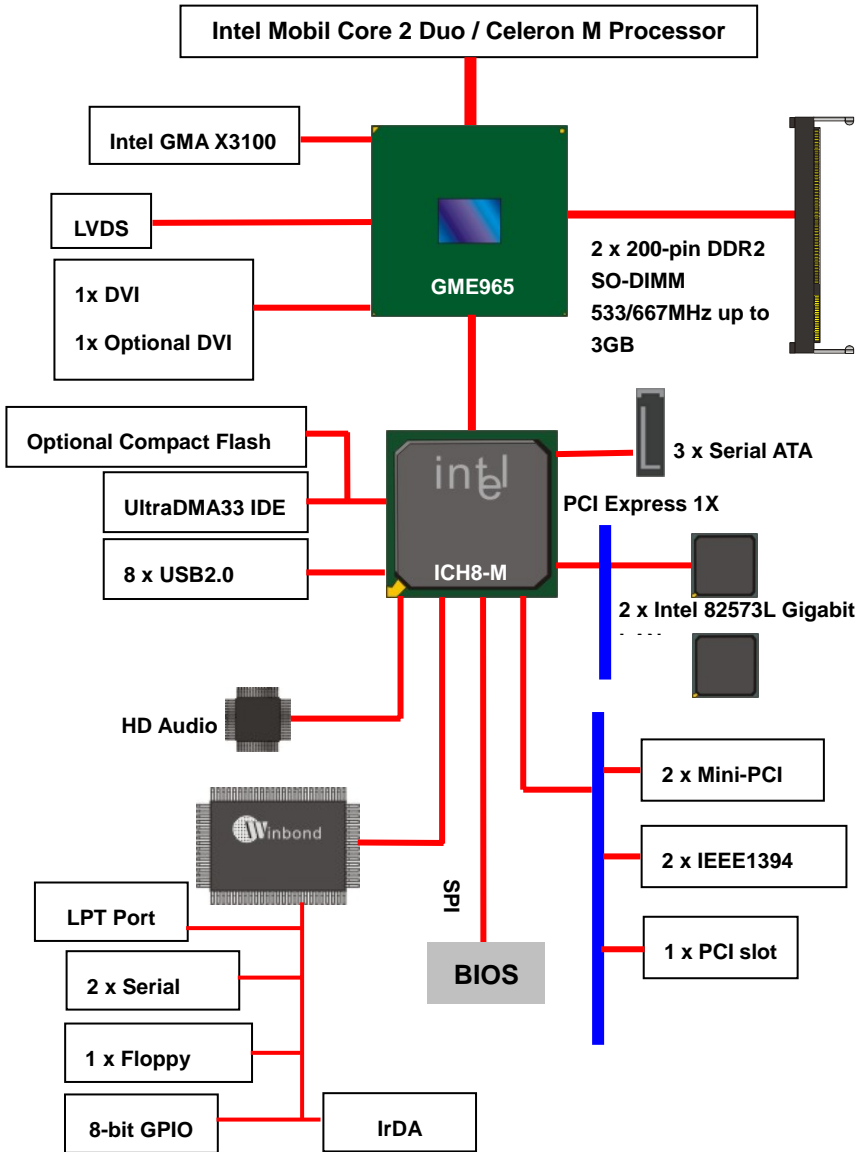 Intel Mobil Core 2 Duo / Celeron M Processor
Intel GMA X3100
LVDS
1x DVI
1x Optional DVI
GME965
2 x 200-pin DDR2
SO-DIMM
533/667MHz up to
3GB
Optional Compact Flash
UltraDMA33 IDE
8 x USB2.0
intel
ICH8-M
3 x Serial ATA
PCI Express 1X
2 x Intel 82573L Gigabit
HD Audio
Winbond
2 x Mini-PCI
2 x IEEE1394
1 x PCI slot
SPI
BIOS
LPT Port
2 x Serial
1 x Floppy
8-bit GPIO
IrDA